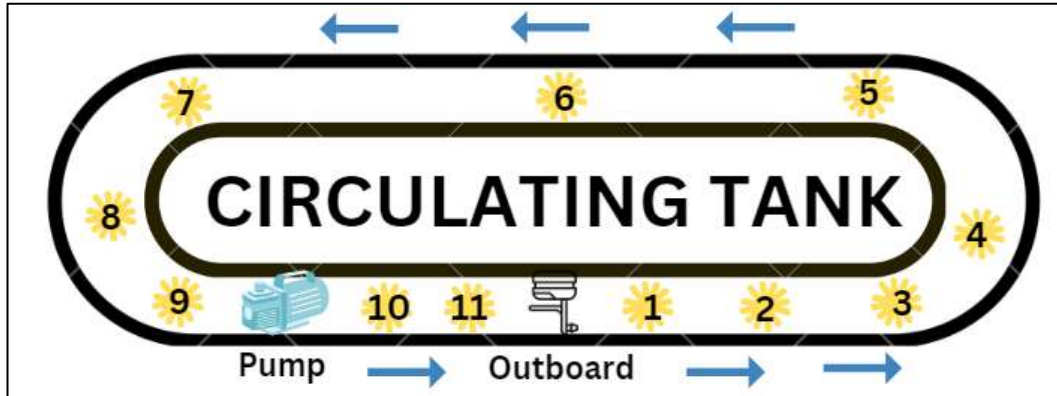 7 6 5
CIRCULATING TANK
8 4
9 10 11 1 2 3
Pump Outboard